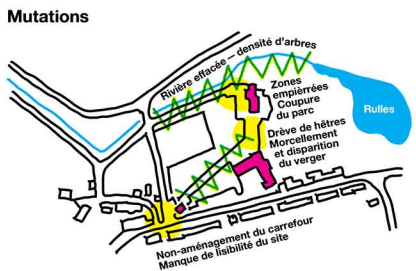 Mutations
Rivière effacée — densité d'arbres
Zones
empièrrées
Coupure
du parc
Rulles
Drève de hêtres
Morcellement
et disparition
du verger
Non-aménagement du carrefour
Manque de lisibilité du site